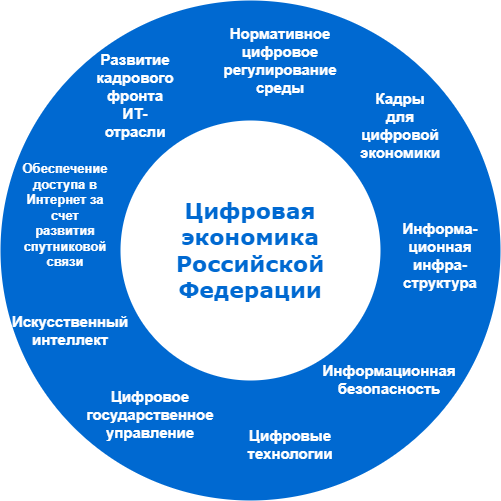 Нормативное
цифровое
регулирование
среды
Кадры
для
цифровой
экономики
Информа-
ционная
инфра-
структура
Информационная
безопасность
Цифровые
технологии
Цифровое
государственное
управление
Искусственный
интеллект
Обеспечение
доступа в
Интернет за
счет
развития
спутниковой
связи
Развитие
кадрового
фронта
ИТ-
отрасли
Цифровая
экономика
Российской
Федерации